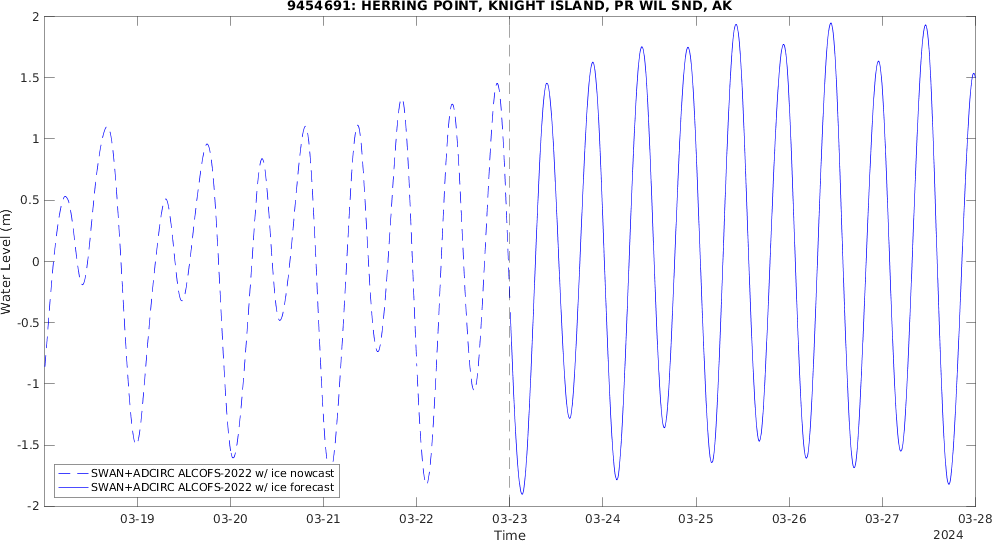 9454691: HERRING POINT, KNIGHT ISLAND, PR WIL SND, AK
2
1.5
1
0.5
0
-0.5
-1
-1.5
-2
Water Level (m)
SWAN+ADCIRC ALCOFS-2022 w/ ice nowcast
SWAN+ADCIRC ALCOFS-2022 w/ ice forecast
03-19 03-20 03-21 03-22 03-23 03-24 03-25 03-26 03-27 03-28
Time
2024